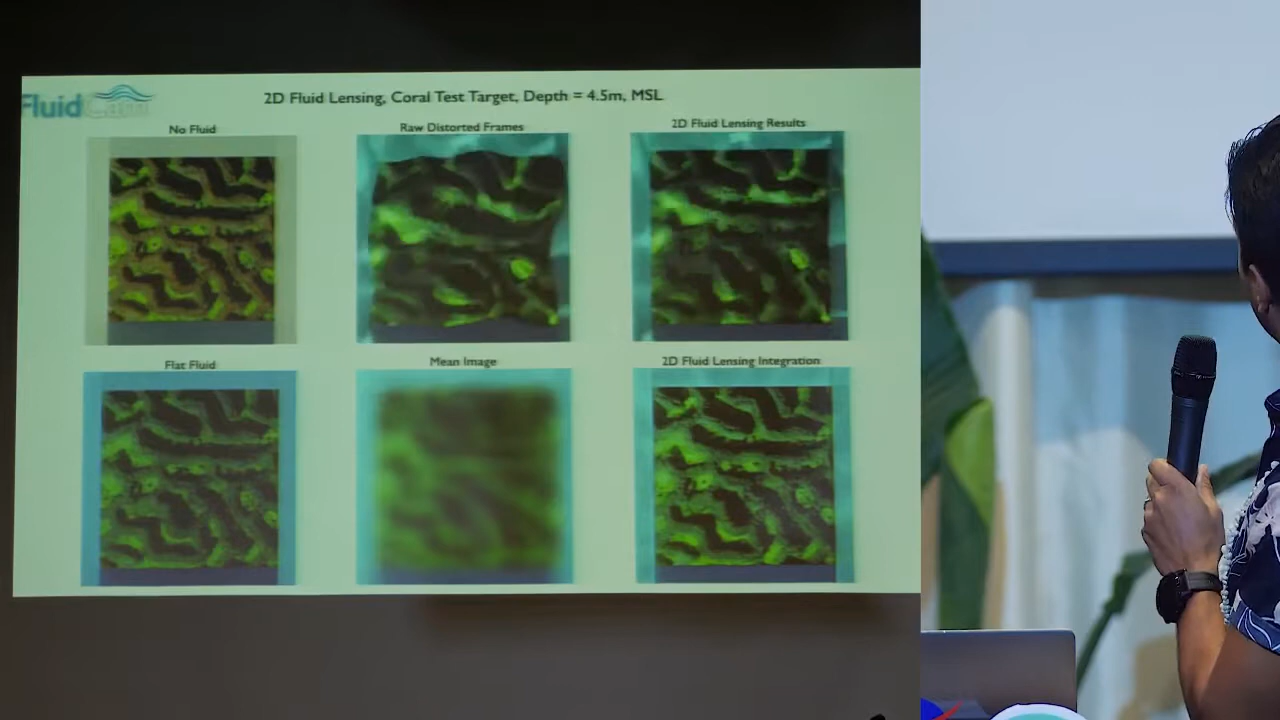 FluidCam
2D Fluid Lensing, Coral Test Target, Depth = 4.5m, MSL
No Fluid
Raw Distorted Frames
2D Fluid Lensing Results
Flat Fluid
Mean Image
2D Fluid Lensing Integration